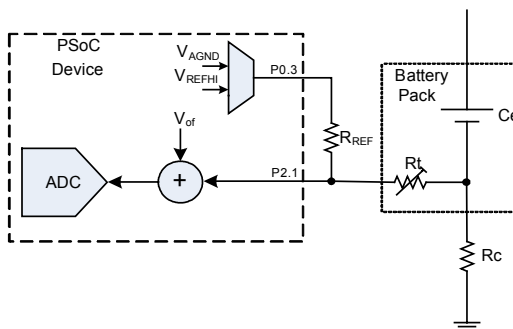 PSoC
Device
V_AGND
V_REFHI
P0.3
Battery
Pack
Ce
V_of
R_REF
ADC
+
P2.1
Rt
Rc